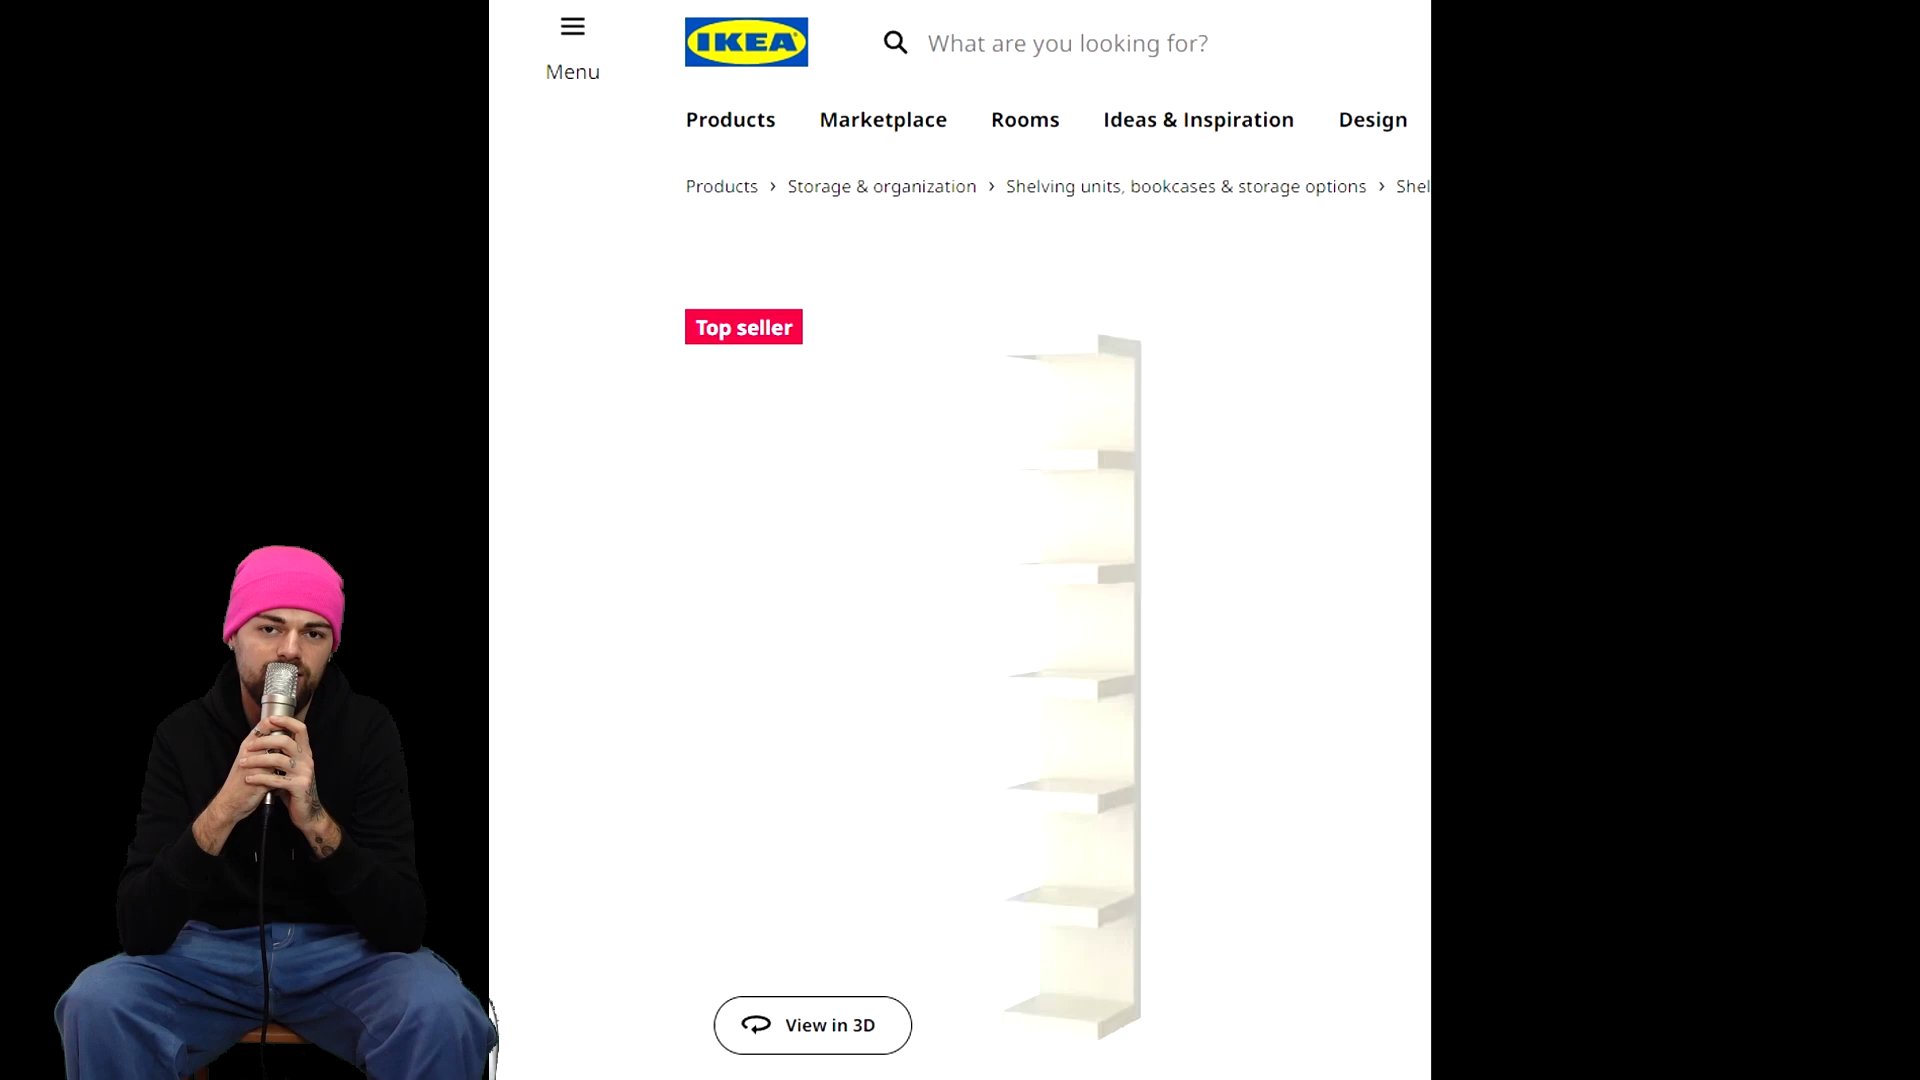 Menu
IKEA
What are you looking for?
Products Marketplace Rooms Ideas & Inspiration Design
Products › Storage & organization › Shelving units, bookcases & storage options › Shel
Top seller
View in 3D